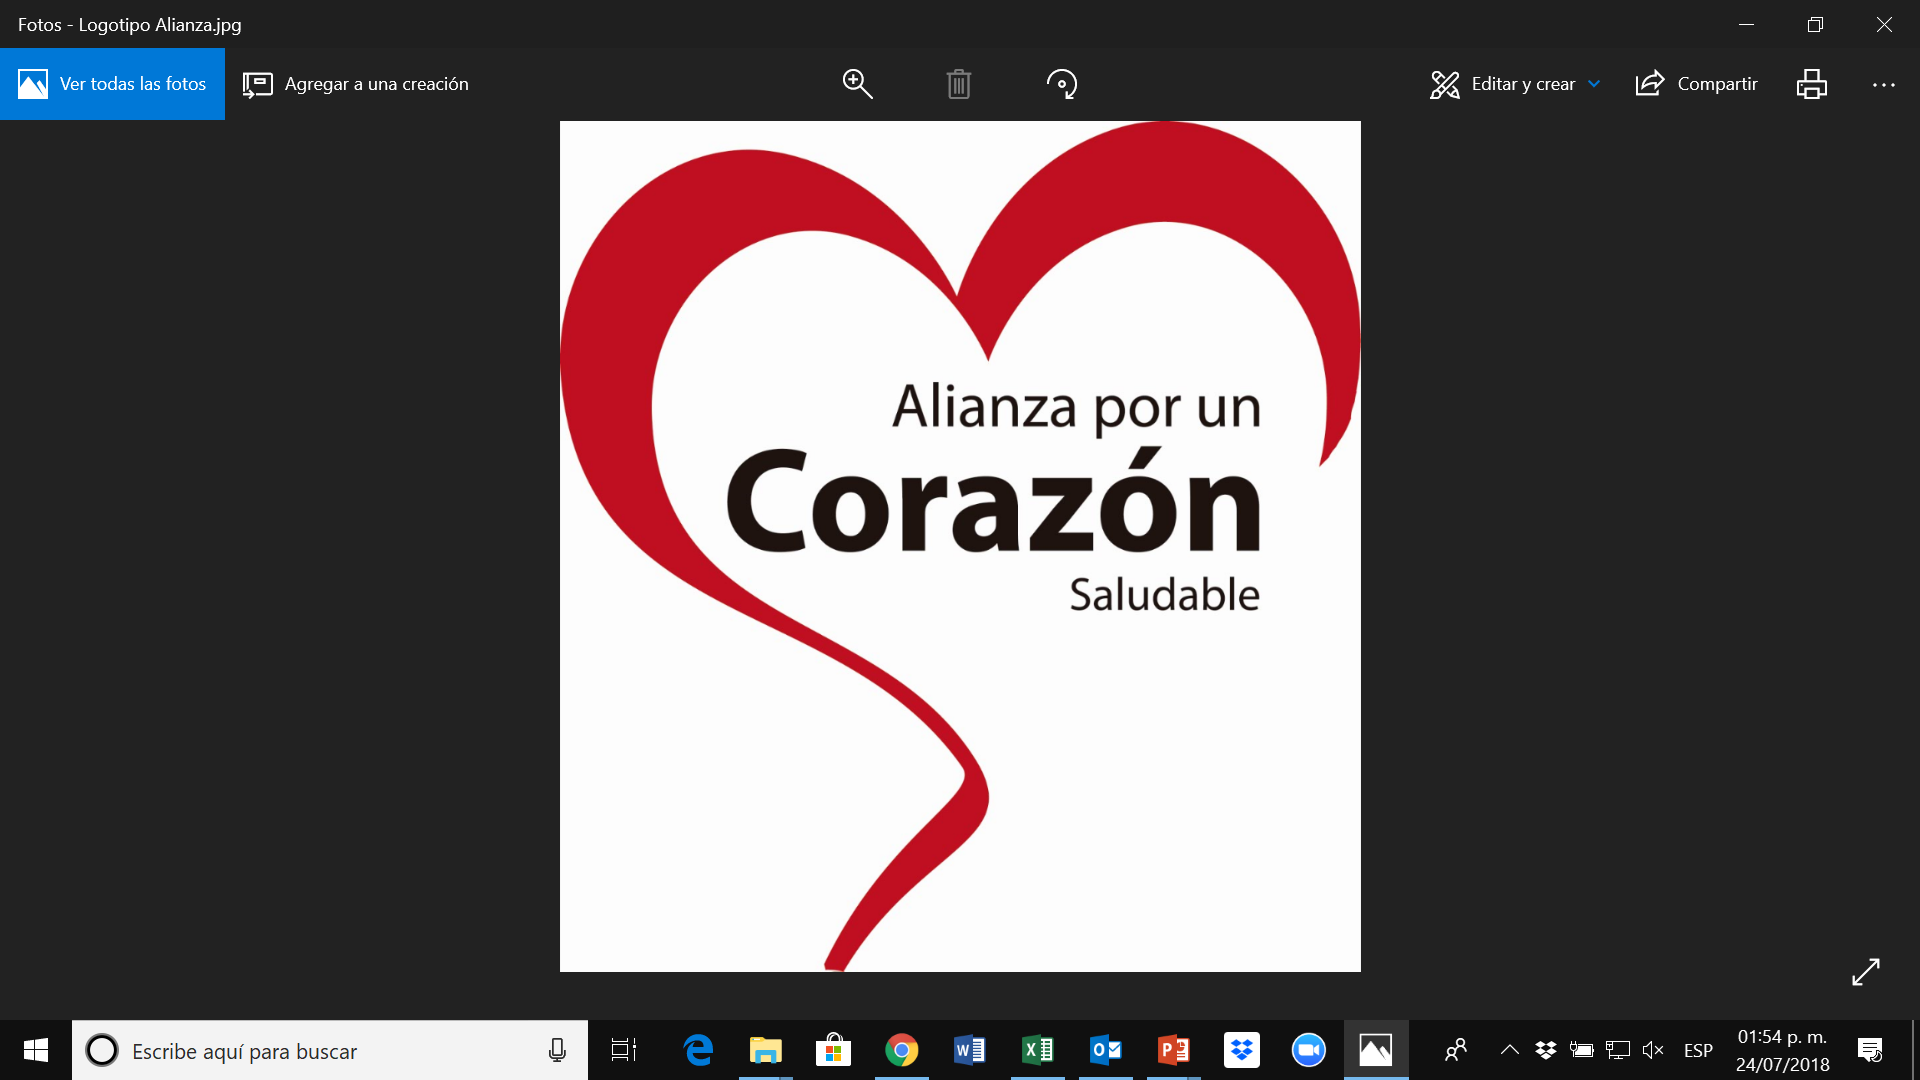 Fotos - Logotipo Alianza.jpg
Ver todas las fotos
Agregar a una creación
Editar y crear
Compartir
Alianza por un
Corazón
Saludable
Escribe aquí para buscar
ESP
01:54 p. m.
24/07/2018